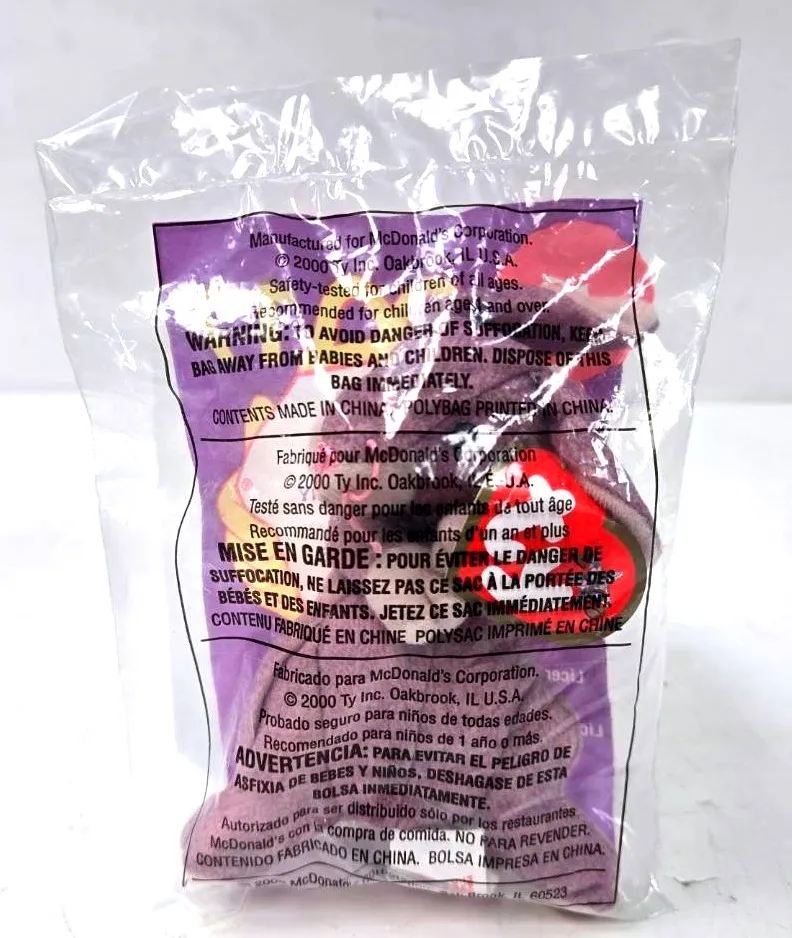 Manufactured for McDonald's Corporation.
© 2000 Ty Inc. Oakbrook, IL U.S.A.
Safety-tested for children of all ages.
Recommended for children age 1 and over.
WARNING: TO AVOID DANGER OF SUFFOCATION, KEEP
BAG AWAY FROM BABIES AND CHILDREN. DISPOSE OF THIS
BAG IMMEDIATELY.
CONTENTS MADE IN CHINA. POLYBAG PRINTED IN CHINA.
Fabriqué pour McDonald's Corporation
© 2000 Ty Inc. Oakbrook, IL E.-U.A.
Testé sans danger pour les enfants de tout âge
Recommandé pour les enfants d'un an et plus
MISE EN GARDE : POUR ÉVITER LE DANGER DE
SUFFOCATION, NE LAISSEZ PAS CE SAC À LA PORTÉE DES
BÉBÉS ET DES ENFANTS. JETEZ CE SAC IMMÉDIATEMENT.
CONTENU FABRIQUÉ EN CHINE POLYSAC IMPRIMÉ EN CHINE
Fabricado para McDonald's Corporation.
© 2000 Ty Inc. Oakbrook, IL U.S.A.
Probado seguro para niños de todas edades.
Recomendado para niños de 1 año o más.
ADVERTENCIA: PARA EVITAR EL PELIGRO DE
ASFIXIA DE BEBES Y NIÑOS, DESHAGASE DE ESTA
BOLSA INMEDIATAMENTE.
Autorizado para ser distribuido sólo por los restaurantes
McDonald's con la compra de comida. NO PARA REVENDER.
CONTENIDO FABRICADO EN CHINA. BOLSA IMPRESA EN CHINA.
McDonald's Brook, IL 60523